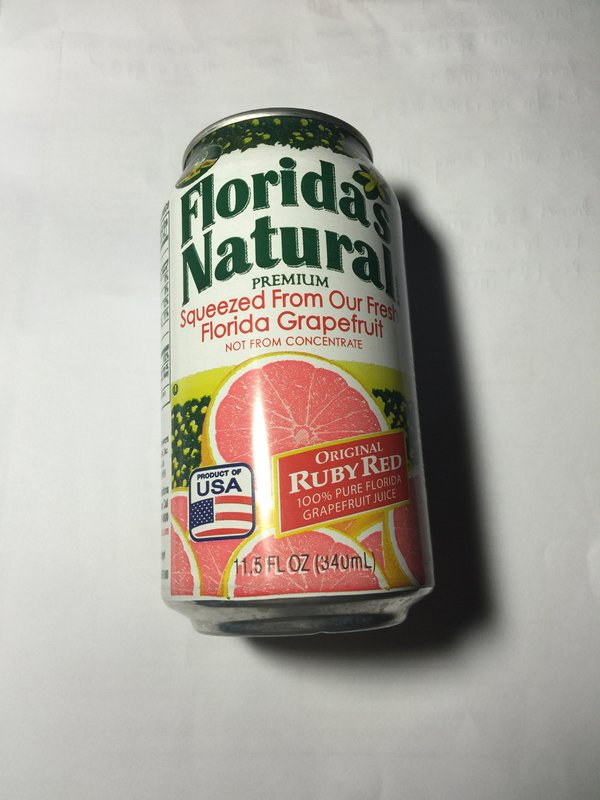 Florida's
Natural
PREMIUM
Squeezed From Our Fresh
Florida Grapefruit
NOT FROM CONCENTRATE
ORIGINAL
RUBY RED
100% PURE FLORIDA
GRAPEFRUIT JUICE
PRODUCT OF
USA
11.5 FL OZ (340mL)